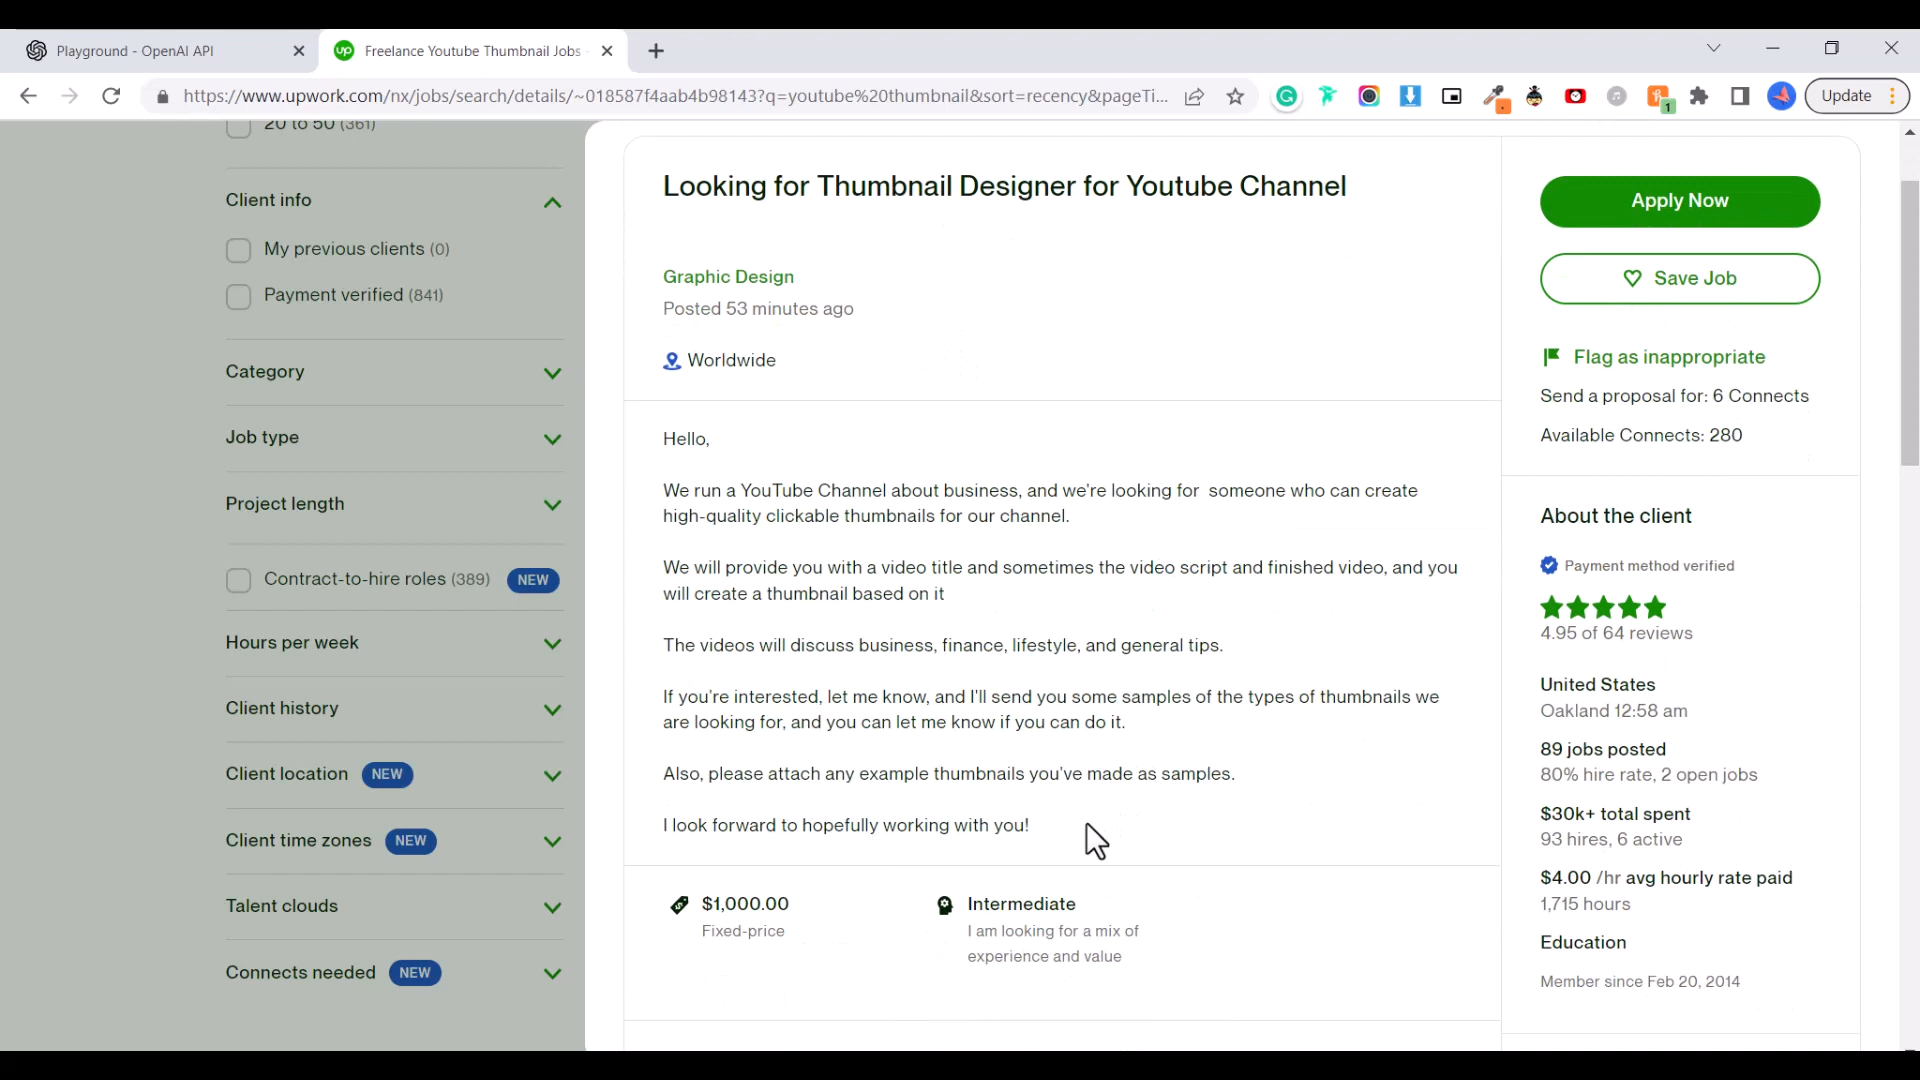 Playground - OpenAI API
Freelance Youtube Thumbnail Jobs -
https://www.upwork.com/nx/jobs/search/details/~018587f4aab4b98143?q=youtube%20thumbnail&sort=recency&pageTi...
Update
20 to 50 (361)
Client info
My previous clients (0)
Payment verified (841)
Category
Job type
Project length
Contract-to-hire roles (389) NEW
Hours per week
Client history
Client location NEW
Client time zones NEW
Talent clouds
Connects needed NEW
Looking for Thumbnail Designer for Youtube Channel
Graphic Design
Posted 53 minutes ago
Worldwide
Hello,
We run a YouTube Channel about business, and we're looking for someone who can create
high-quality clickable thumbnails for our channel.
We will provide you with a video title and sometimes the video script and finished video, and you
will create a thumbnail based on it
The videos will discuss business, finance, lifestyle, and general tips.
If you're interested, let me know, and I'll send you some samples of the types of thumbnails we
are looking for, and you can let me know if you can do it.
Also, please attach any example thumbnails you've made as samples.
I look forward to hopefully working with you!
$1,000.00
Fixed-price
Intermediate
I am looking for a mix of
experience and value
Apply Now
Save Job
Flag as inappropriate
Send a proposal for: 6 Connects
Available Connects: 280
About the client
Payment method verified
4.95 of 64 reviews
United States
Oakland 12:58 am
89 jobs posted
80% hire rate, 2 open jobs
$30k+ total spent
93 hires, 6 active
$4.00 /hr avg hourly rate paid
1,715 hours
Education
Member since Feb 20, 2014